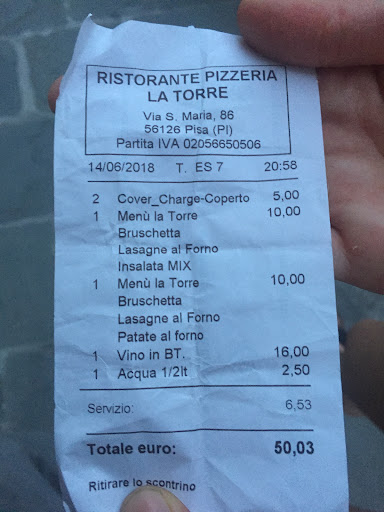 RISTORANTE PIZZERIA
LA TORRE
Via S. Maria, 86
56126 Pisa (PI)
Partita IVA 02056650506
14/06/2018 T. ES 7 20:58
2 Cover_Charge-Coperto 5,00
1 Menù la Torre 10,00
Bruschetta
Lasagne al Forno
Insalata MIX
1 Menù la Torre 10,00
Bruschetta
Lasagne al Forno
Patate al forno
1 Vino in BT. 16,00
1 Acqua 1/2lt 2,50
Servizio: 6,53
Totale euro: 50,03
Ritirare lo scontrino